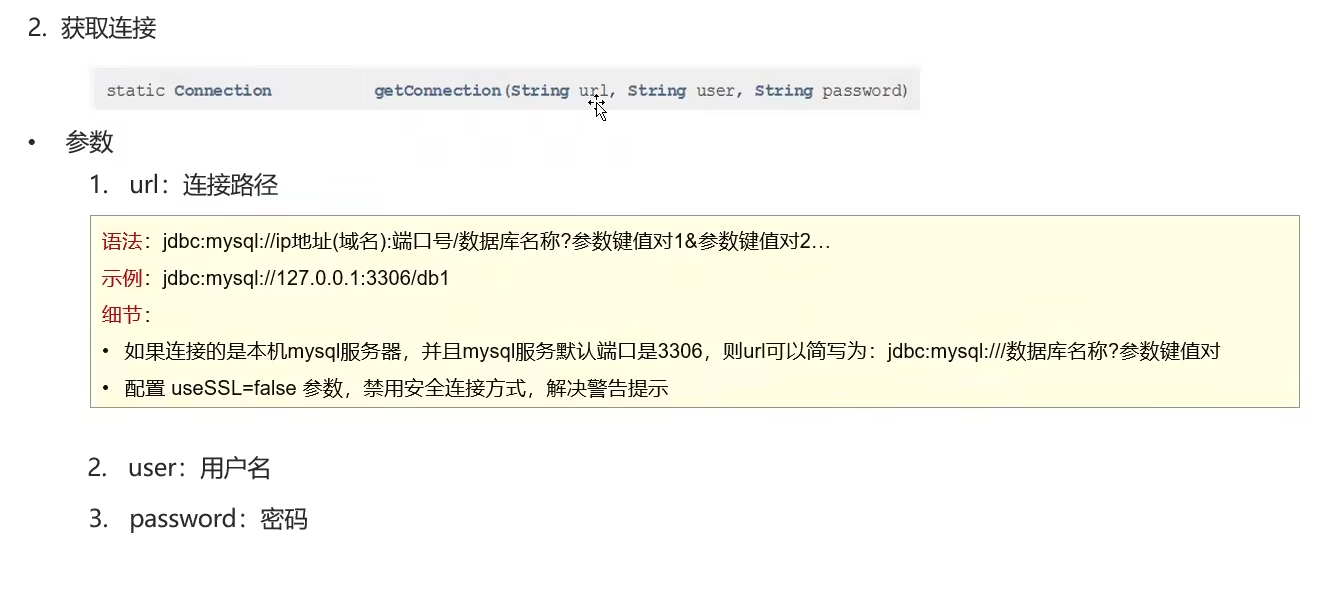 2. 获取连接
static Connection getConnection(String url, String user, String password)
• 参数
1. url：连接路径
语法：jdbc:mysql://ip地址(域名):端口号/数据库名称?参数键值对1&参数键值对2…
示例：jdbc:mysql://127.0.0.1:3306/db1
细节：
• 如果连接的是本机mysql服务器，并且mysql服务默认端口是3306，则url可以简写为：jdbc:mysql:///数据库名称?参数键值对
• 配置 useSSL=false 参数，禁用安全连接方式，解决警告提示
2. user：用户名
3. password：密码